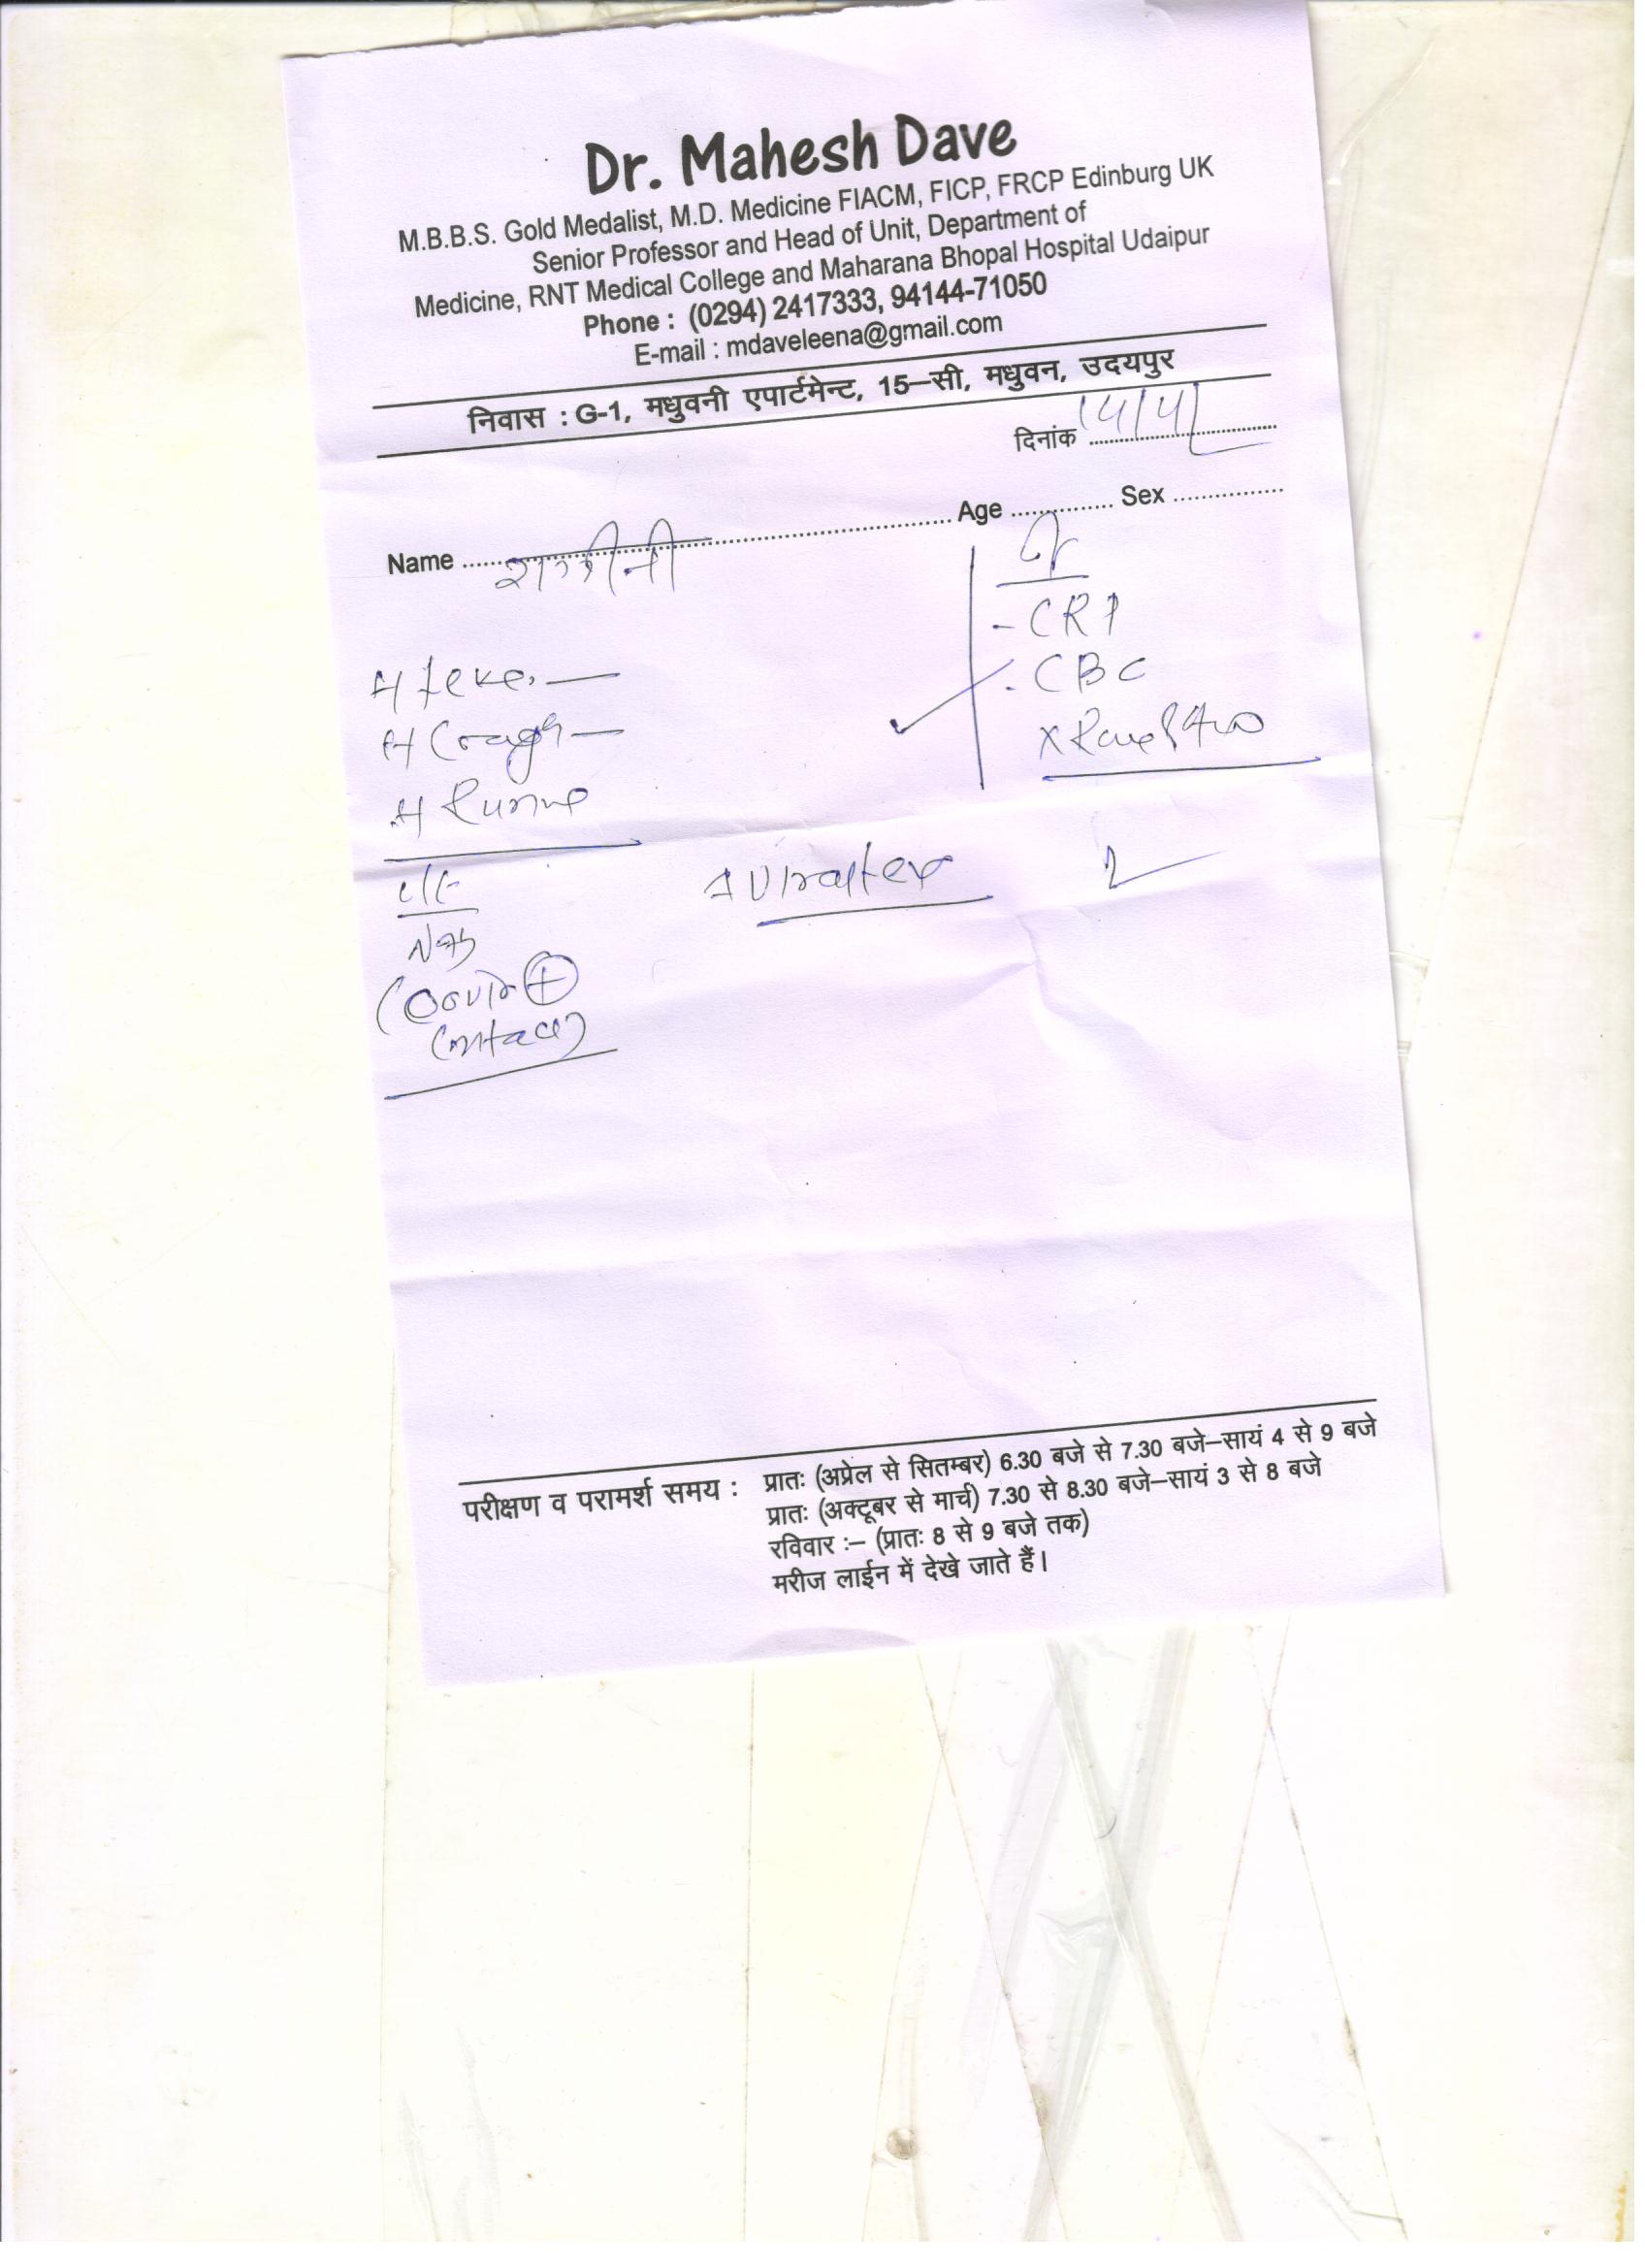 Dr. Mahesh Dave
M.B.B.S. Gold Medalist, M.D. Medicine FIACM, FICP, FRCP Edinburg UK
Senior Professor and Head of Unit, Department of
Medicine, RNT Medical College and Maharana Bhopal Hospital Udaipur
Phone : (0294) 2417333, 94144-71050
E-mail : mdaveleena@gmail.com
निवास : G-1, मधुवनी एपार्टमेन्ट, 15–सी, मधुवन, उदयपुर
दिनांक 14/4/
Name Age Sex
- CRP
Fever - CBC
Cough
Aviraltex
Covid +
Contact
परीक्षण व परामर्श समय : प्रातः (अप्रेल से सितम्बर) 6.30 बजे से 7.30 बजे–सायं 4 से 9 बजे
प्रातः (अक्टूबर से मार्च) 7.30 से 8.30 बजे–सायं 3 से 8 बजे
रविवार :– (प्रातः 8 से 9 बजे तक)
मरीज लाईन में देखे जाते हैं।